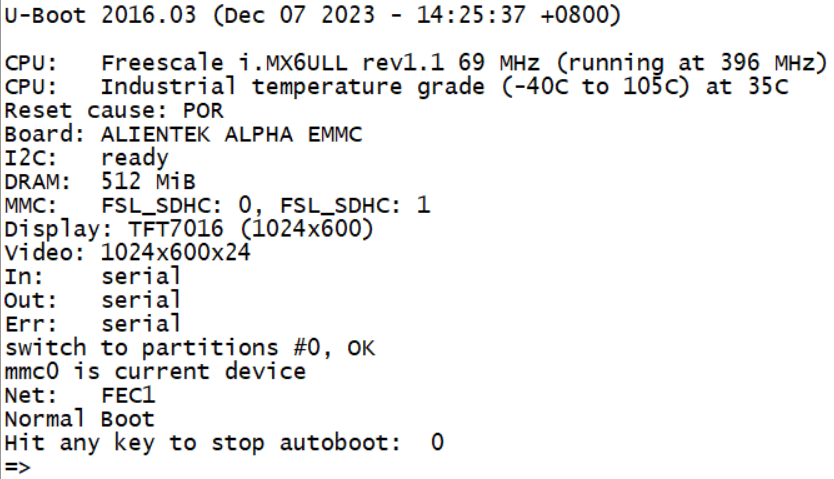 U-Boot 2016.03 (Dec 07 2023 - 14:25:37 +0800)
CPU:   Freescale i.MX6ULL rev1.1 69 MHz (running at 396 MHz)
CPU:   Industrial temperature grade (-40C to 105C) at 35C
Reset cause: POR
Board: ALIENTEK ALPHA EMMC
I2C:   ready
DRAM:  512 MiB
MMC:   FSL_SDHC: 0, FSL_SDHC: 1
Display: TFT7016 (1024x600)
Video: 1024x600x24
In:    serial
Out:   serial
Err:   serial
switch to partitions #0, OK
mmc0 is current device
Net:   FEC1
Normal Boot
Hit any key to stop autoboot:  0
=>